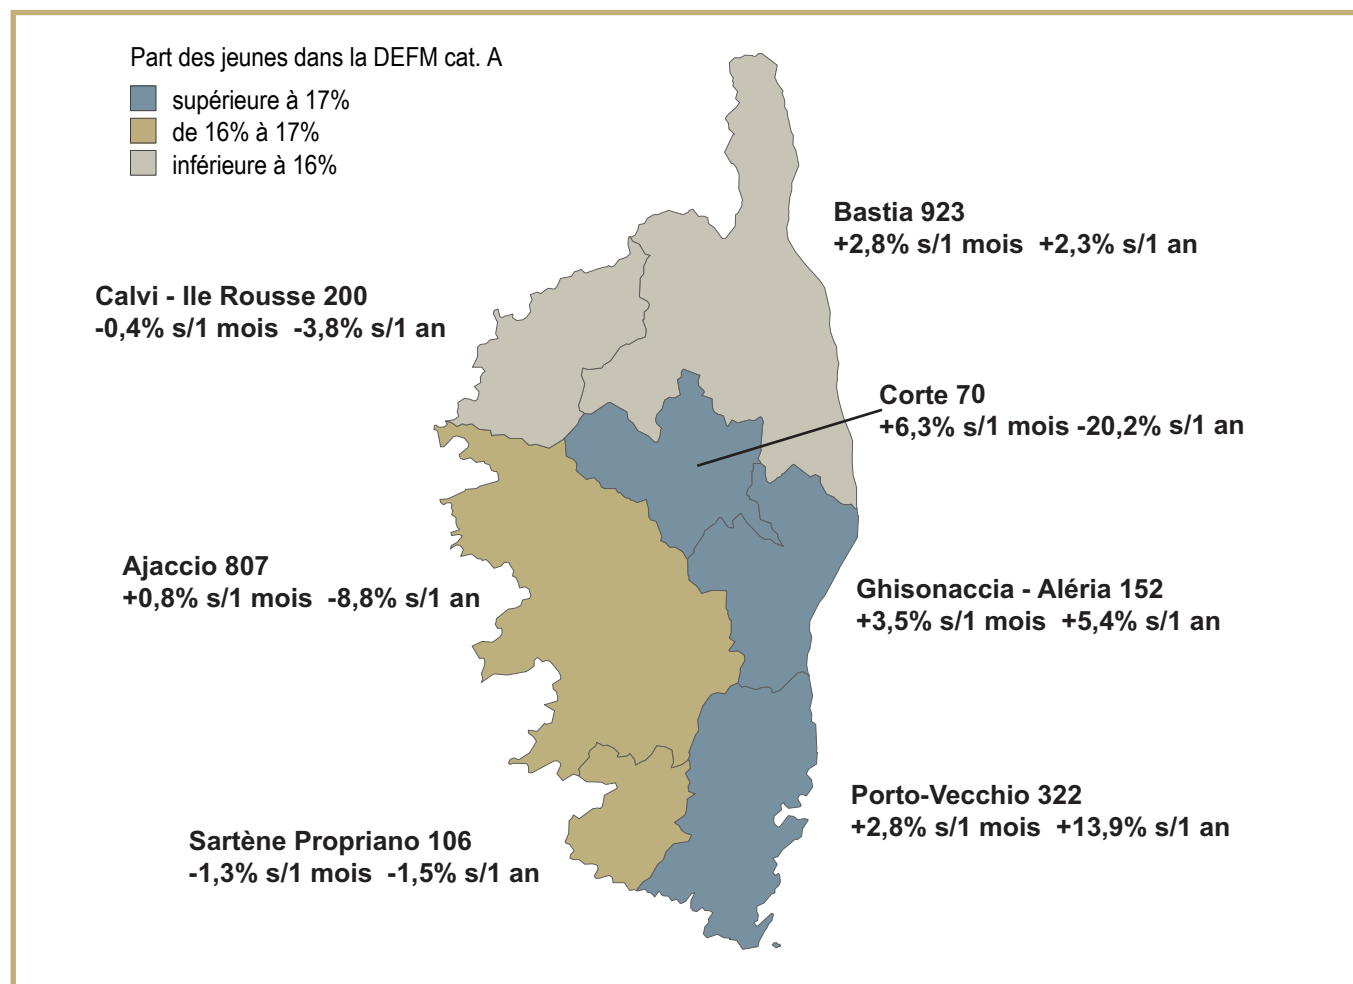 Part des jeunes dans la DEFM cat. A
supérieure à 17%
de 16% à 17%
inférieure à 16%
Bastia 923
+2,8% s/1 mois +2,3% s/1 an
Calvi - Ile Rousse 200
-0,4% s/1 mois -3,8% s/1 an
Corte 70
+6,3% s/1 mois -20,2% s/1 an
Ajaccio 807
+0,8% s/1 mois -8,8% s/1 an
Ghisonaccia - Aléria 152
+3,5% s/1 mois +5,4% s/1 an
Porto-Vecchio 322
+2,8% s/1 mois +13,9% s/1 an
Sartène Propriano 106
-1,3% s/1 mois -1,5% s/1 an